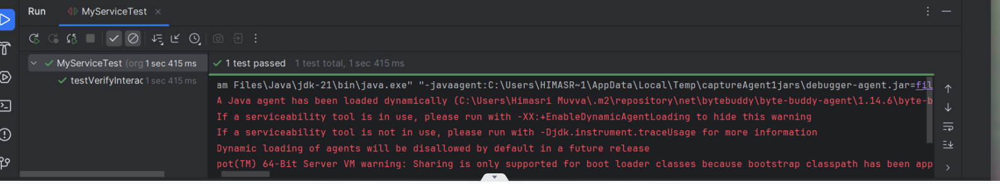 Run MyServiceTest
MyServiceTest (org 1 sec 415 ms
testVerifyInterac 1 sec 415 ms
1 test passed 1 test total, 1 sec 415 ms
am Files\Java\jdk-21\bin\java.exe" "-javaagent:C:\Users\HIMASR~1\AppData\Local\Temp\captureAgent1jars\debugger-agent.jar=fil
A Java agent has been loaded dynamically (C:\Users\Himasri Muvva\.m2\repository\net\bytebuddy\byte-buddy-agent\1.14.6\byte-b
If a serviceability tool is in use, please run with -XX:+EnableDynamicAgentLoading to hide this warning
If a serviceability tool is not in use, please run with -Djdk.instrument.traceUsage for more information
Dynamic loading of agents will be disallowed by default in a future release
pot(TM) 64-Bit Server VM warning: Sharing is only supported for boot loader classes because bootstrap classpath has been app